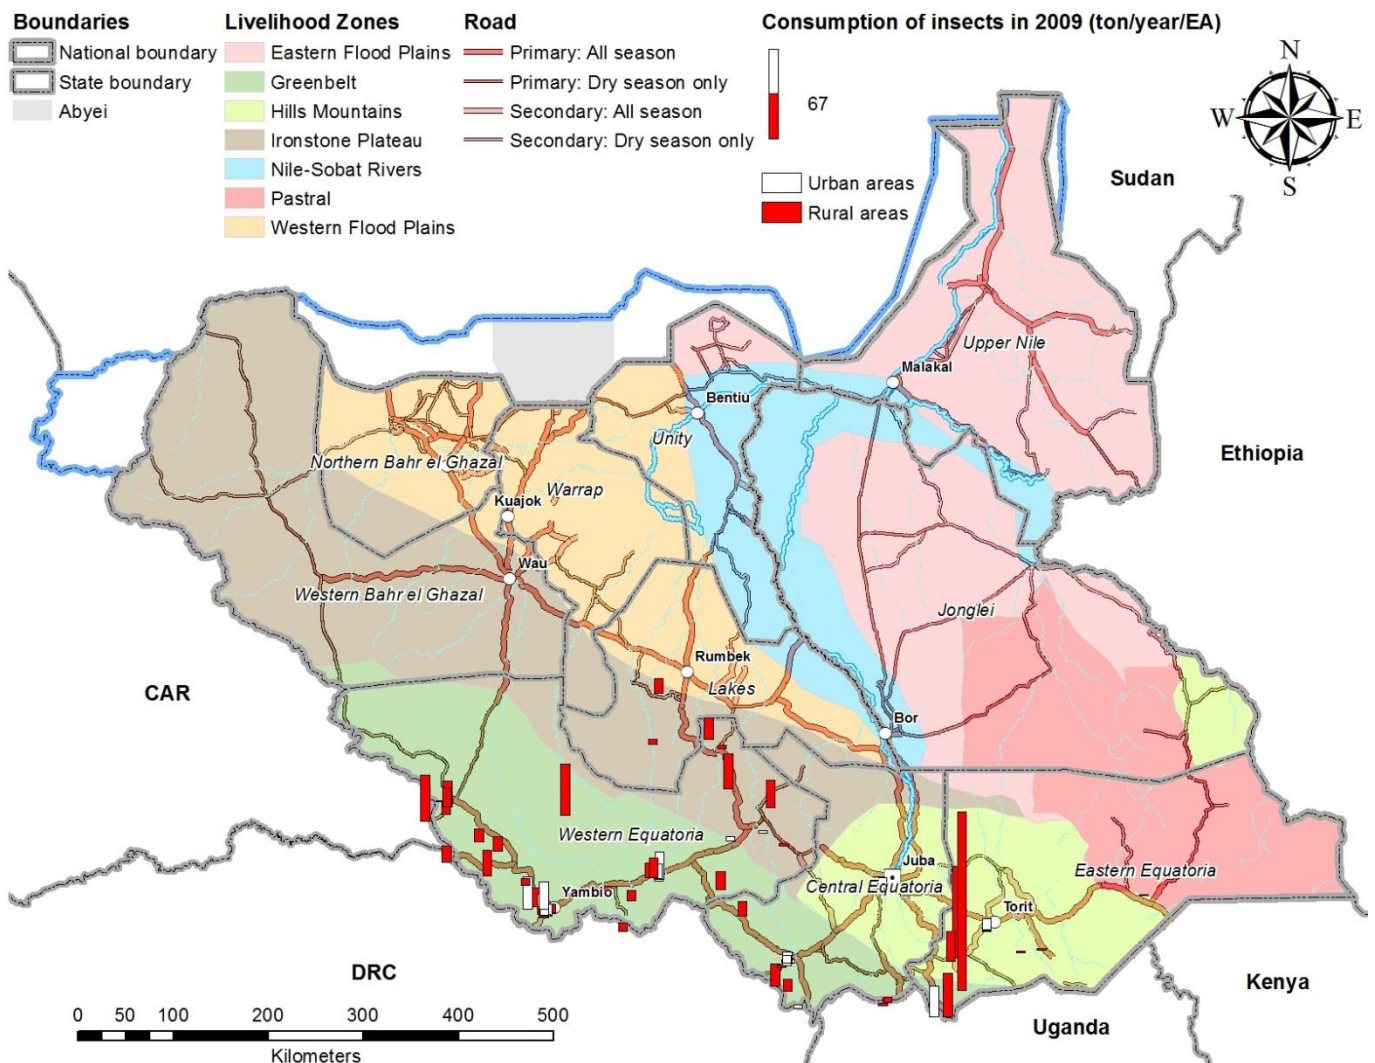 Boundaries
National boundary
State boundary
Abyei
Livelihood Zones
Eastern Flood Plains
Greenbelt
Hills Mountains
Ironstone Plateau
Nile-Sobat Rivers
Pastral
Western Flood Plains
Road
Primary: All season
Primary: Dry season only
Secondary: All season
Secondary: Dry season only
Consumption of insects in 2009 (ton/year/EA)
67
Urban areas
Rural areas
N
W E
S
Sudan
Upper Nile
Malakal
Bentiu
Unity
Ethiopia
Northern Bahr el Ghazal
Warrap
Kuajok
Wau
Western Bahr el Ghazal
Jonglei
Rumbek
Lakes
CAR
Bor
Western Equatoria
Juba
Central Equatoria
Eastern Equatoria
Yambio
Torit
DRC
Kenya
Uganda
0 50 100 200 300 400 500
Kilometers